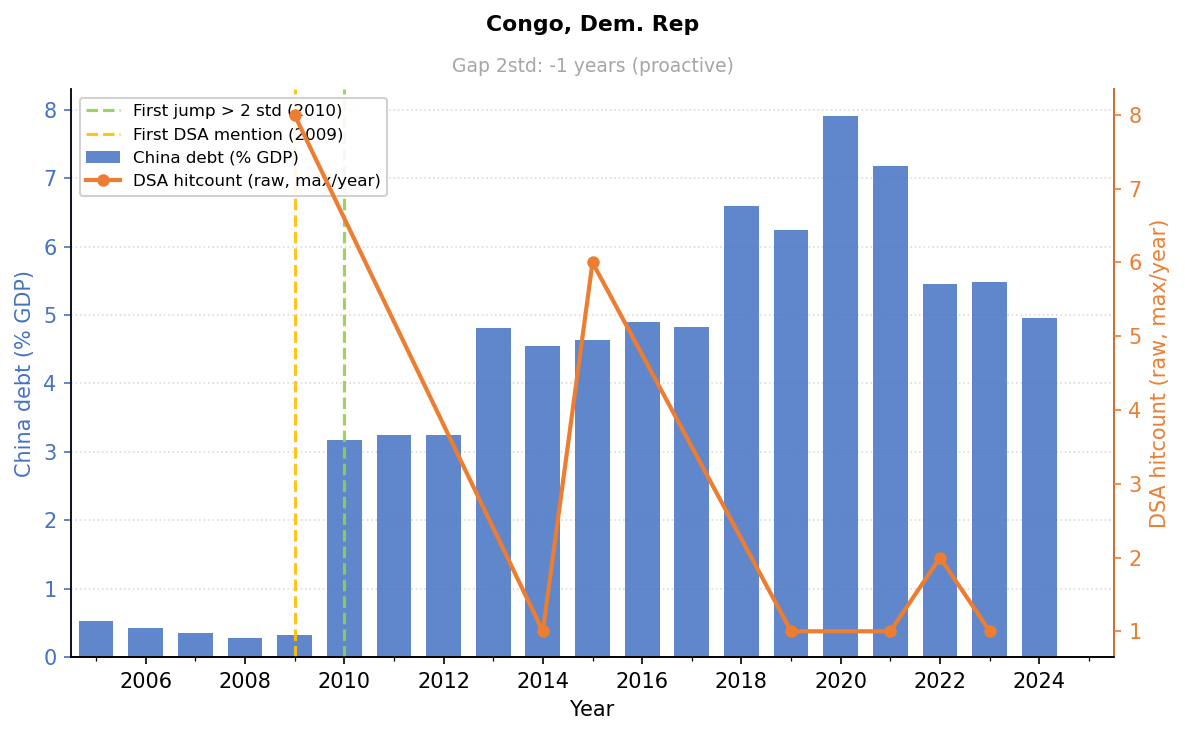 Congo, Dem. Rep
Gap 2std: -1 years (proactive)
First jump > 2 std (2010)
First DSA mention (2009)
China debt (% GDP)
DSA hitcount (raw, max/year)
China debt (% GDP)
8
7
6
5
4
3
2
1
0
8
7
6
5
4
3
2
1
DSA hitcount (raw, max/year)
2006 2008 2010 2012 2014 2016 2018 2020 2022 2024
Year